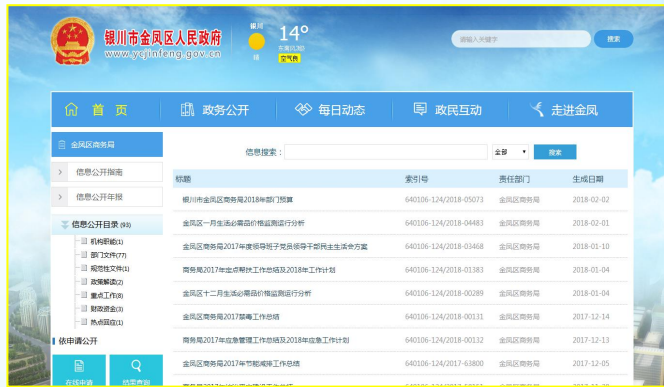 银川市金凤区人民政府
www.ycjinfeng.gov.cn
银川
晴
14°
空气良
请输入关键字
搜索
首 页
政务公开
每日动态
政民互动
走进金凤
金凤区商务局
信息公开指南
信息公开年报
信息公开目录 (93)
机构职能(1)
部门文件(77)
规范性文件(1)
政策解读(2)
重点工作(8)
财政资金(3)
热点回应(1)
依申请公开
在线申请
结果查询
信息搜索：
全部
搜索
标题 索引号 责任部门 生成日期
银川市金凤区商务局2018年部门预算 640106-124/2018-05073 金凤区商务局 2018-02-02
金凤区一月生活必需品价格监测运行分析 640106-124/2018-04483 金凤区商务局 2018-02-01
金凤区商务局2017年度领导班子党员领导干部民主生活会方案 640106-124/2018-03468 金凤区商务局 2018-01-10
商务局2017年定点帮扶工作总结及2018年工作计划 640106-124/2018-01383 金凤区商务局 2018-01-04
金凤区十二月生活必需品价格监测运行分析 640106-124/2018-00289 金凤区商务局 2018-01-04
金凤区商务局2017禁毒工作总结 640106-124/2018-00131 金凤区商务局 2017-12-14
商务局2017年应急管理工作总结及2018年应急工作计划 640106-124/2018-00132 金凤区商务局 2017-12-13
金凤区商务局2017年节能减排工作总结 640106-124/2017-63800 金凤区商务局 2017-12-05